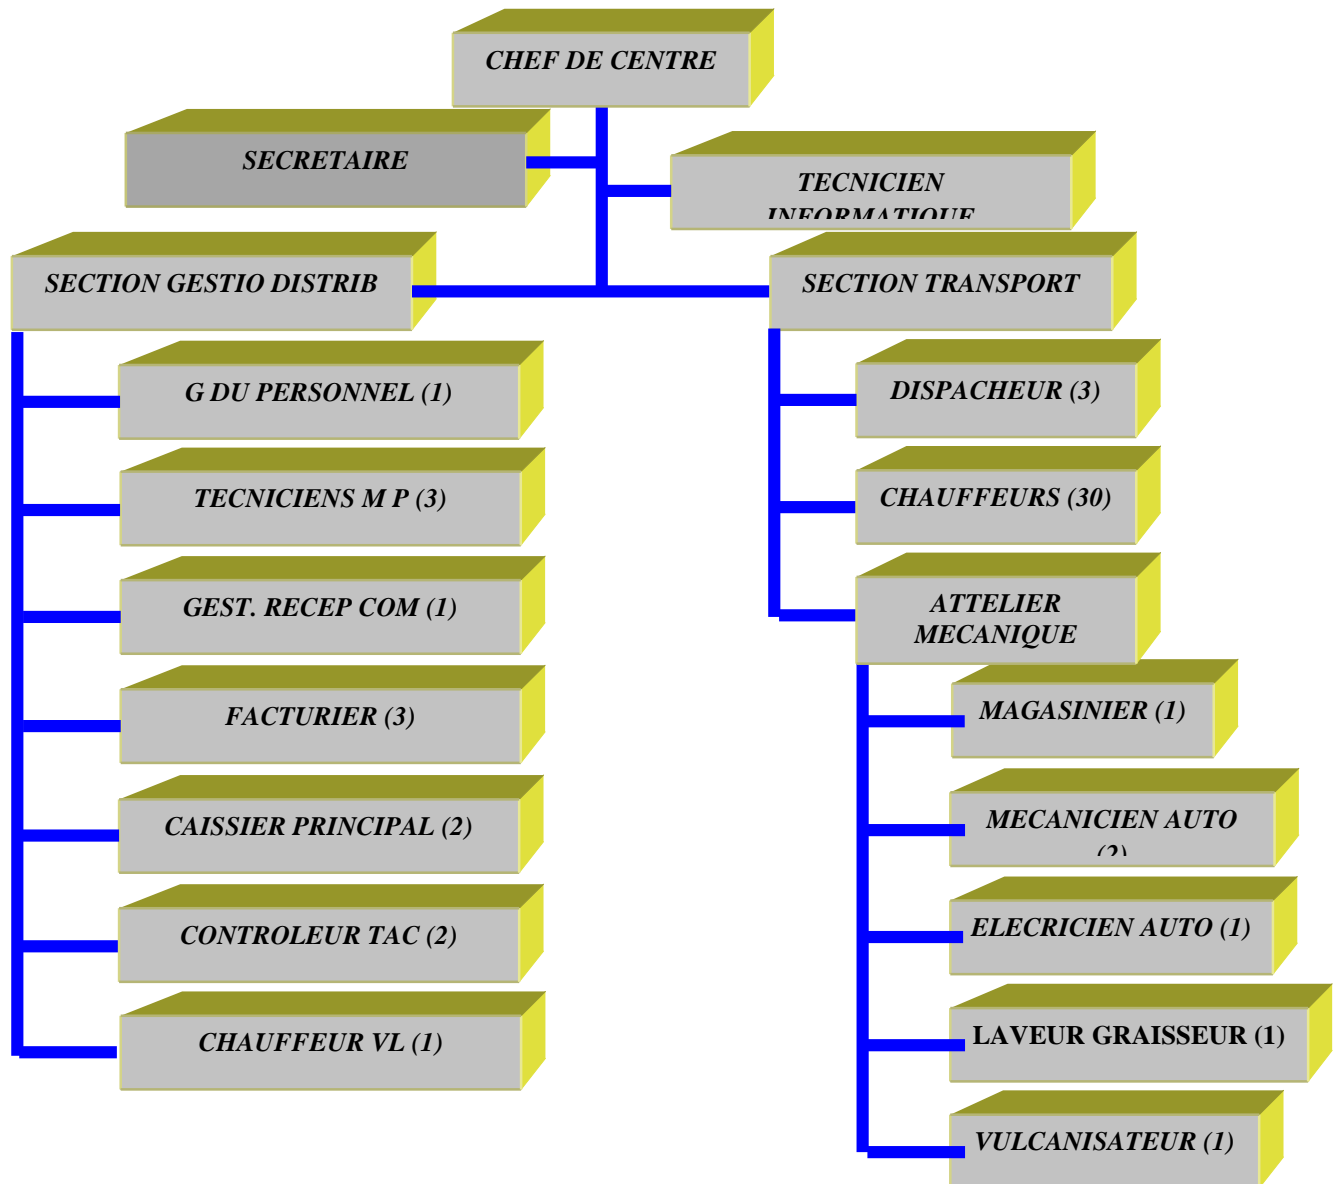 CHEF DE CENTRE
SECRETAIRE
TECNICIEN
INFORMATIQUE
SECTION GESTIO DISTRIB
SECTION TRANSPORT
G DU PERSONNEL (1)
TECNICIENS M P (3)
GEST. RECEP COM (1)
FACTURIER (3)
CAISSIER PRINCIPAL (2)
CONTROLEUR TAC (2)
CHAUFFEUR VL (1)
DISPACHEUR (3)
CHAUFFEURS (30)
ATTELIER
MECANIQUE
MAGASINIER (1)
MECANICIEN AUTO
(2)
ELECRICIEN AUTO (1)
LAVEUR GRAISSEUR (1)
VULCANISATEUR (1)